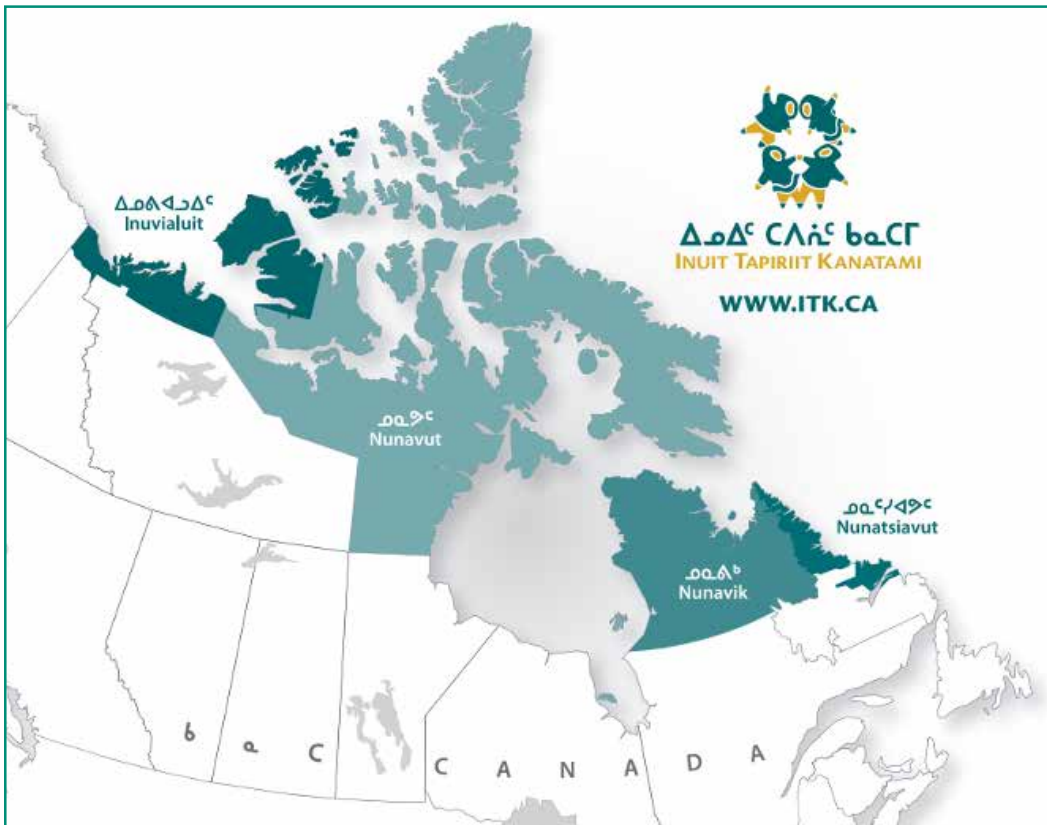 ᐃᓄᕕᐊᓗᐃᑦ
Inuvialuit
ᐃᓄᐃᑦ ᑕᐱᕇᑦ ᑲᓇᑕᒥ
INUIT TAPIRIIT KANATAMI
WWW.ITK.CA
ᓄᓇᕗᑦ
Nunavut
ᓄᓇᑦᓯᐊᕗᑦ
Nunatsiavut
ᓄᓇᕕᒃ
Nunavik
ᑲ ᓇ ᑕ C A N A D A